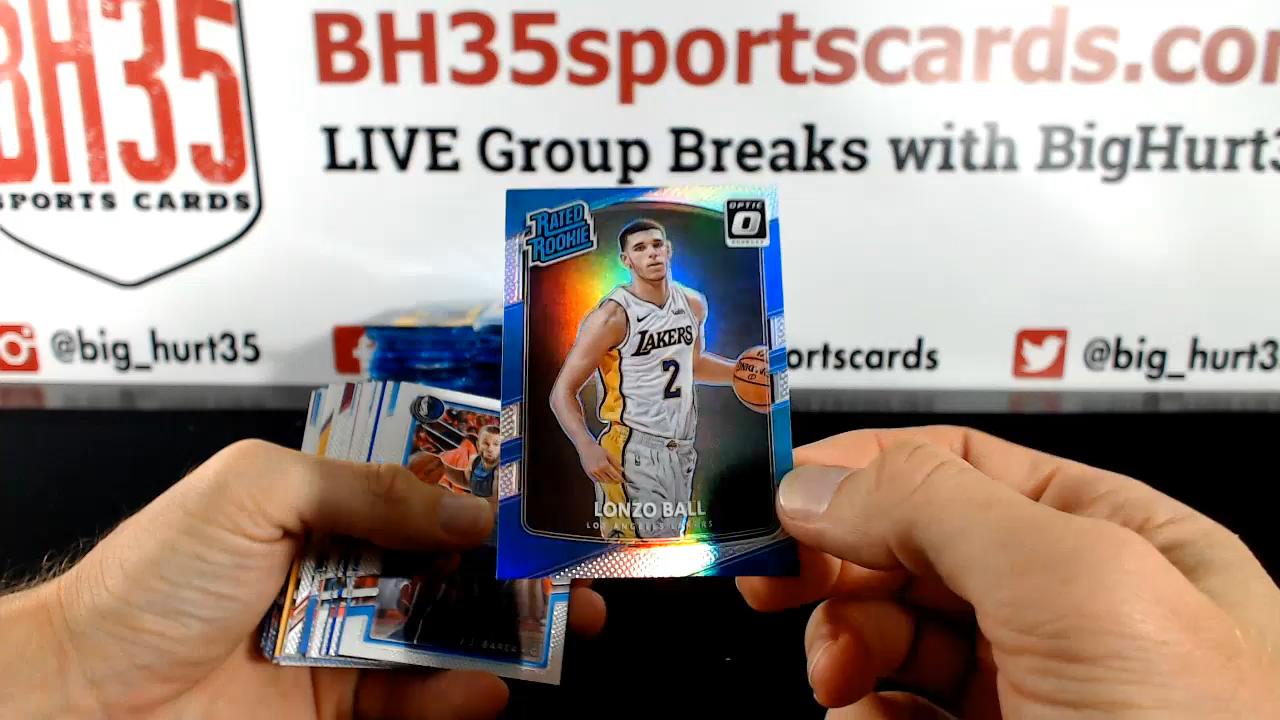 BH35
SPORTS CARDS
BH35sportscards.com
LIVE Group Breaks with BigHurt3
@big_hurt35
ortscards
@big_hurt3
RATED
ROOKIE
OPTIC
DONRUSS
LAKERS
2
LONZO BALL
LOS ANGELES LAKERS
J.J. BAREA